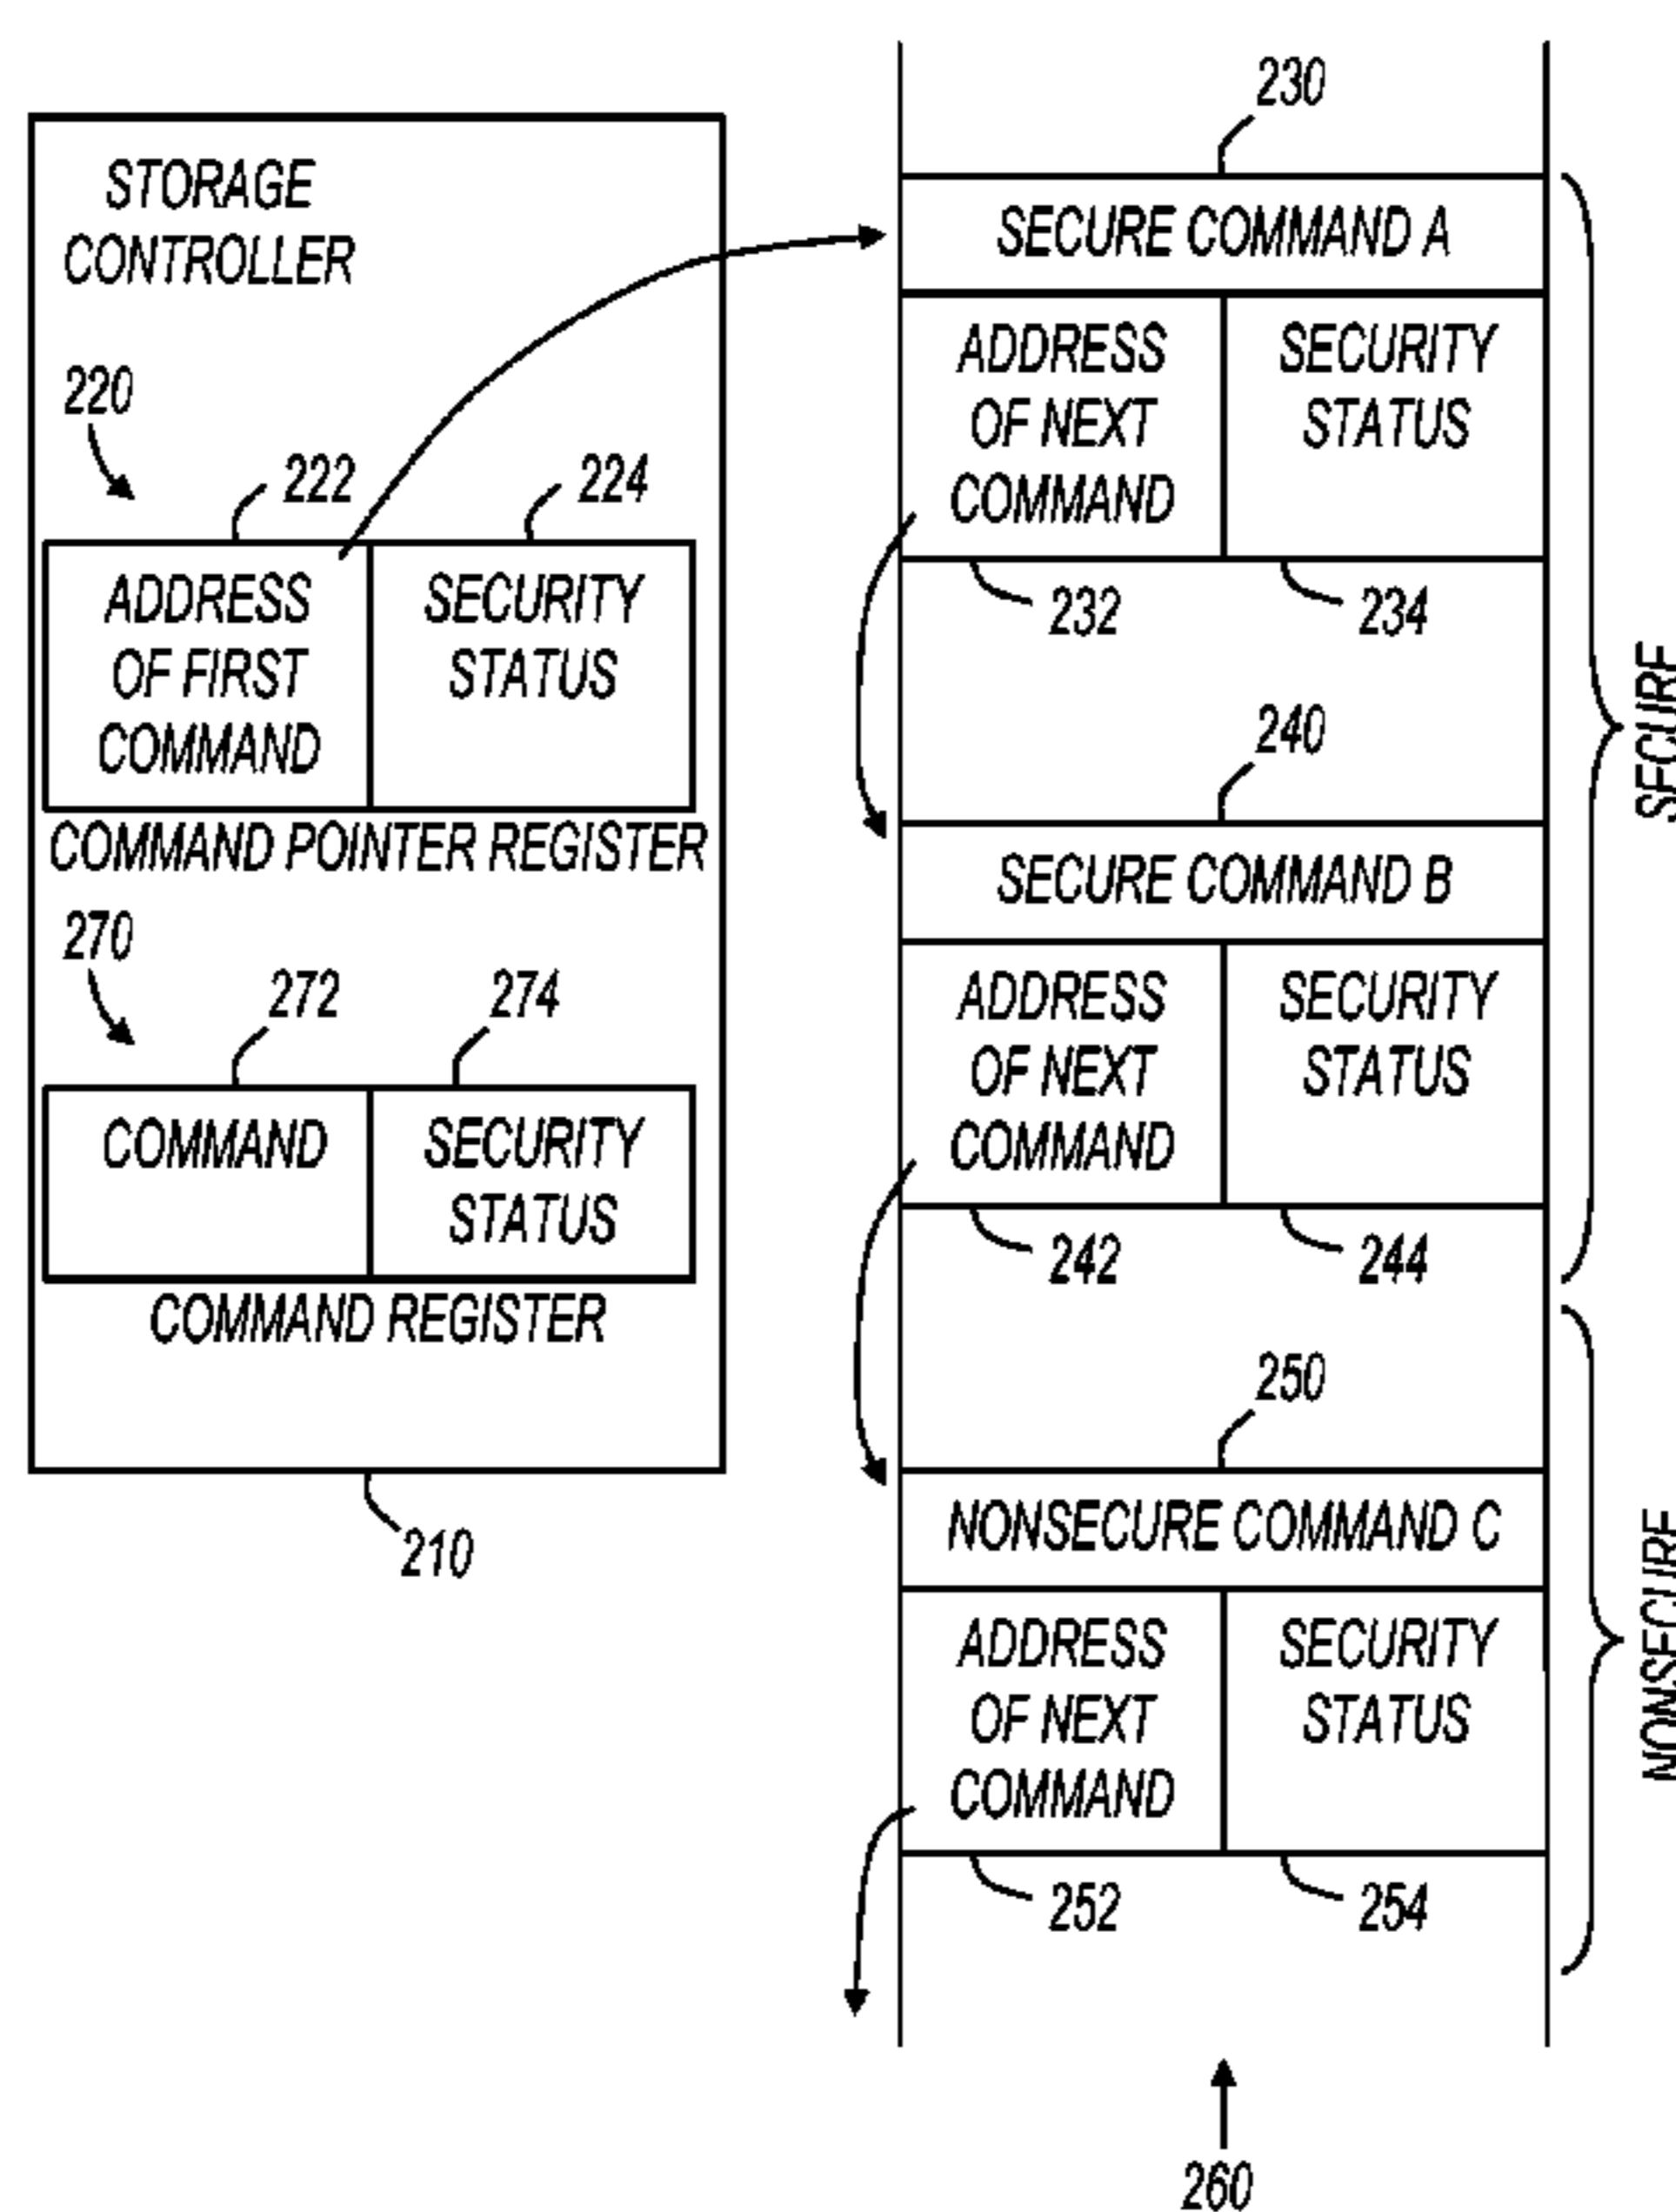 STORAGE
CONTROLLER
220
222
224
ADDRESS
OF FIRST
COMMAND
SECURITY
STATUS
COMMAND POINTER REGISTER
270
272
274
COMMAND
SECURITY
STATUS
COMMAND REGISTER
210
230
SECURE COMMAND A
ADDRESS
OF NEXT
COMMAND
SECURITY
STATUS
232
234
240
SECURE COMMAND B
ADDRESS
OF NEXT
COMMAND
SECURITY
STATUS
242
244
250
NONSECURE COMMAND C
ADDRESS
OF NEXT
COMMAND
SECURITY
STATUS
252
254
260
SECURE
NONSECURE